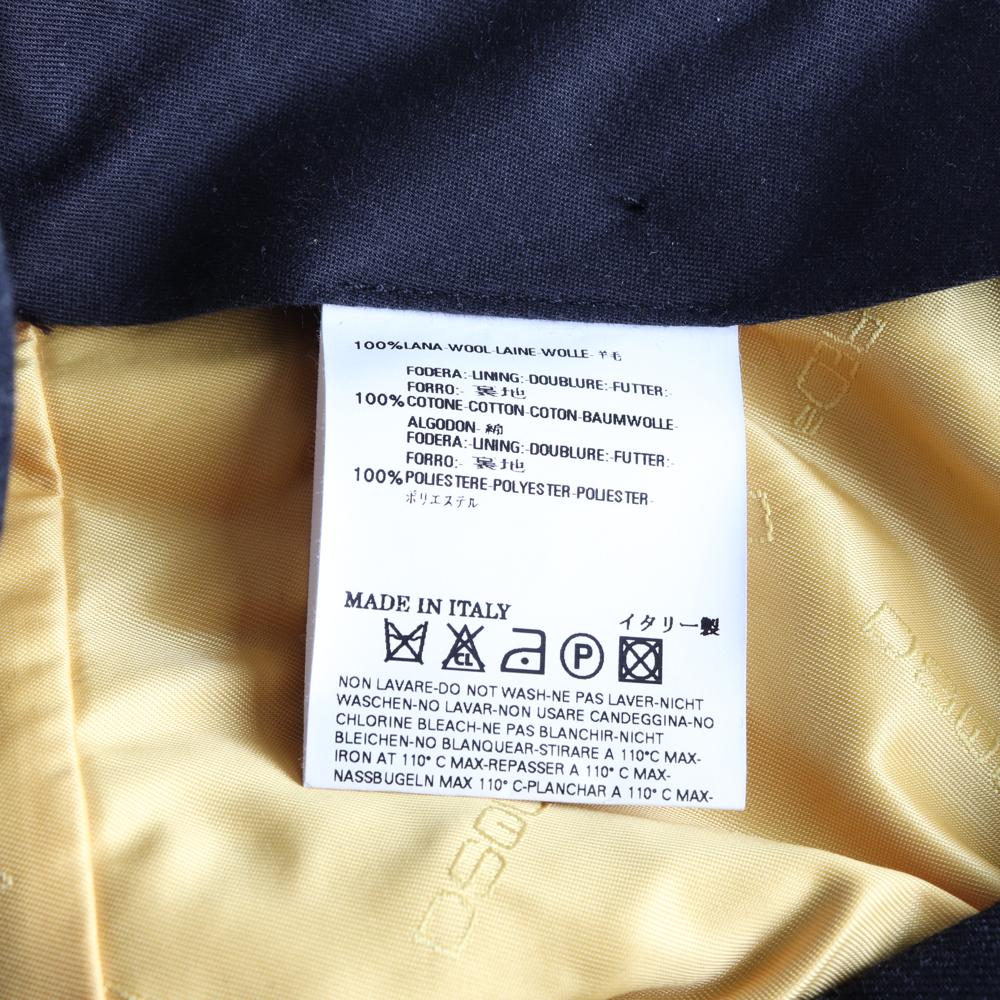 100%LANA-WOOL-LAINE-WOLLE-羊毛
FODERA:-LINING:-DOUBLURE:-FUTTER:-
FORRO:- 裏地
100%COTONE-COTTON-COTON-BAUMWOLLE-
ALGODON- 綿
FODERA:-LINING:-DOUBLURE:-FUTTER:-
FORRO:- 裏地
100%POLIESTERE-POLYESTER-POLIESTER-
ポリエステル
MADE IN ITALY イタリー製
CL P
NON LAVARE-DO NOT WASH-NE PAS LAVER-NICHT
WASCHEN-NO LAVAR-NON USARE CANDEGGINA-NO
CHLORINE BLEACH-NE PAS BLANCHIR-NICHT
BLEICHEN-NO BLANQUEAR-STIRARE A 110°C MAX-
IRON AT 110° C MAX-REPASSER A 110° C MAX-
NASSBUGELN MAX 110° C-PLANCHAR A 110° C MAX-